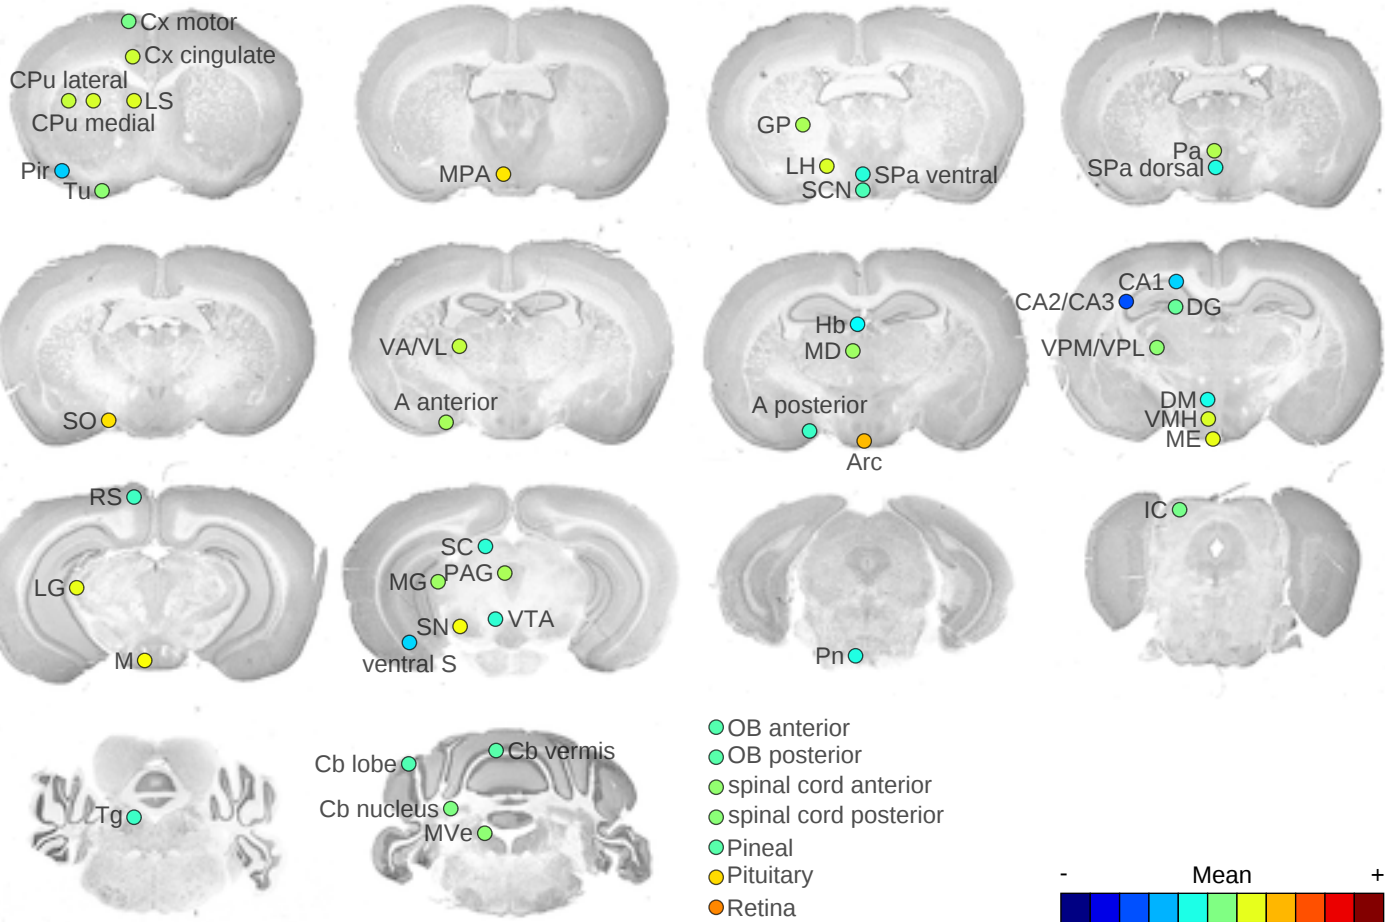 Cx motor
Cx cingulate
CPu lateral
LS
CPu medial
Pir
Tu
MPA
GP
LH
SPa ventral
SCN
Pa
SPa dorsal
SO
VA/VL
A anterior
Hb
MD
A posterior
Arc
CA1
CA2/CA3
DG
VPM/VPL
DM
VMH
ME
RS
LG
M
SC
MG
PAG
SN
VTA
ventral S
Pn
IC
Tg
Cb lobe
Cb vermis
Cb nucleus
MVe
OB anterior
OB posterior
spinal cord anterior
spinal cord posterior
Pineal
Pituitary
Retina
- Mean +